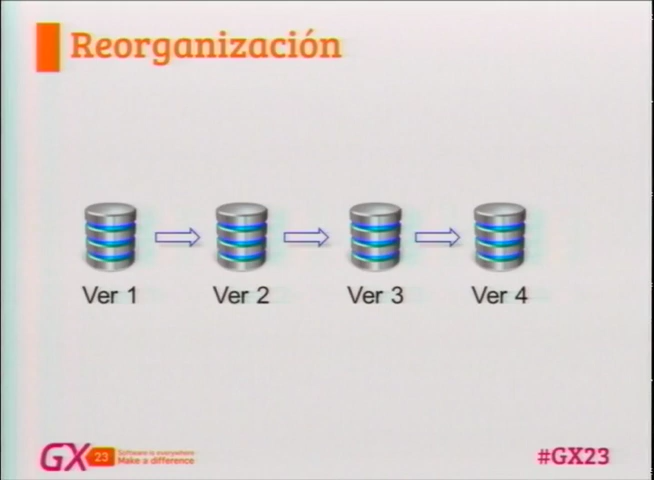 Reorganización
Ver 1
Ver 2
Ver 3
Ver 4
GX 23
Software is everywhere
Make a difference
#GX23